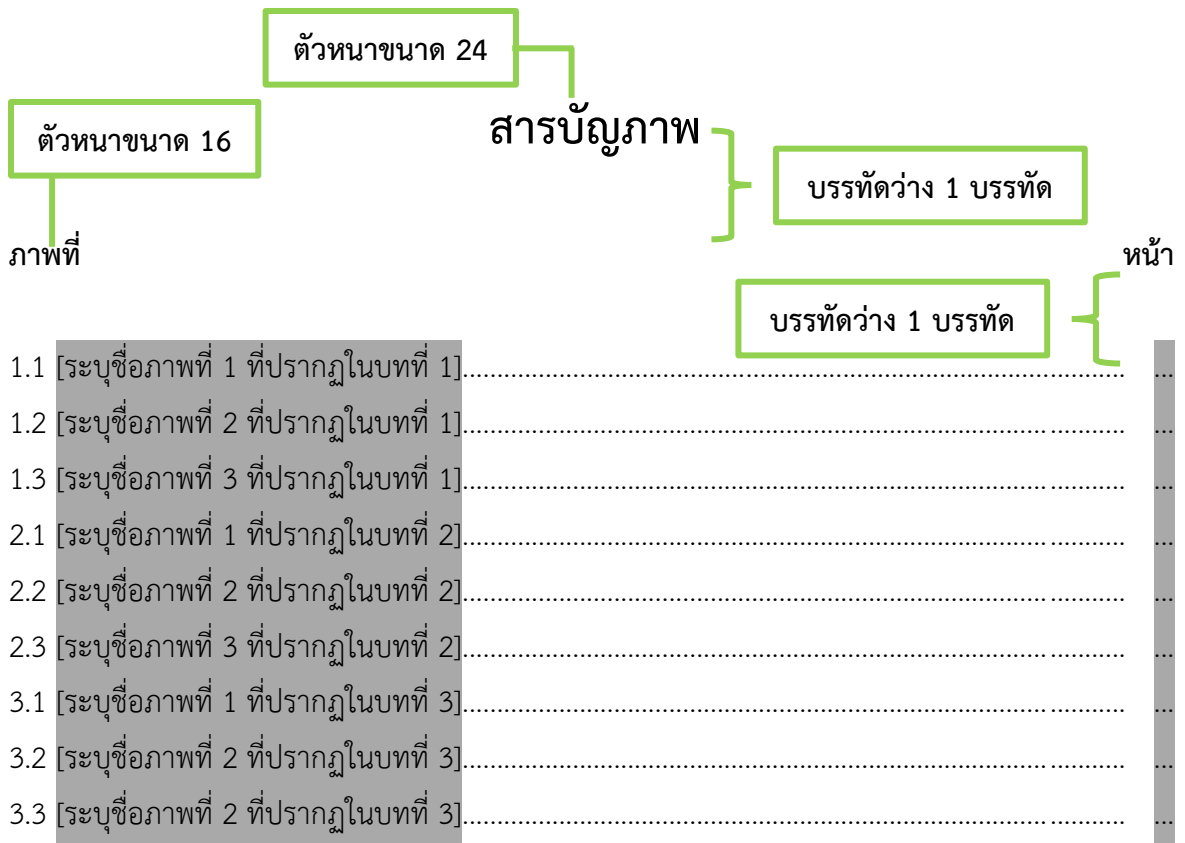 ตัวหนาขนาด 24
สารบัญภาพ
ตัวหนาขนาด 16
บรรทัดว่าง 1 บรรทัด
ภาพที่ หน้า
บรรทัดว่าง 1 บรรทัด
1.1 [ระบุชื่อภาพที่ 1 ที่ปรากฏในบทที่ 1]................................................................................... ...
1.2 [ระบุชื่อภาพที่ 2 ที่ปรากฏในบทที่ 1]................................................................................... ...
1.3 [ระบุชื่อภาพที่ 3 ที่ปรากฏในบทที่ 1]................................................................................... ...
2.1 [ระบุชื่อภาพที่ 1 ที่ปรากฏในบทที่ 2]................................................................................... ...
2.2 [ระบุชื่อภาพที่ 2 ที่ปรากฏในบทที่ 2]................................................................................... ...
2.3 [ระบุชื่อภาพที่ 3 ที่ปรากฏในบทที่ 2]................................................................................... ...
3.1 [ระบุชื่อภาพที่ 1 ที่ปรากฏในบทที่ 3]................................................................................... ...
3.2 [ระบุชื่อภาพที่ 2 ที่ปรากฏในบทที่ 3]................................................................................... ...
3.3 [ระบุชื่อภาพที่ 2 ที่ปรากฏในบทที่ 3]................................................................................... ...